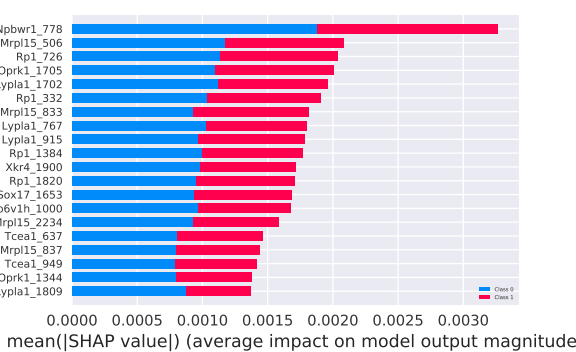 Npbwr1_778
Mrpl15_506
Rp1_726
Oprk1_1705
Lypla1_1702
Rp1_332
Mrpl15_833
Lypla1_767
Lypla1_915
Rp1_1384
Xkr4_1900
Rp1_1820
Sox17_1653
p6v1h_1000
Mrpl15_2234
Tcea1_637
Mrpl15_837
Tcea1_949
Oprk1_1344
Lypla1_1809
Class 0
Class 1
0.0000 0.0005 0.0010 0.0015 0.0020 0.0025 0.0030
mean(|SHAP value|) (average impact on model output magnitude